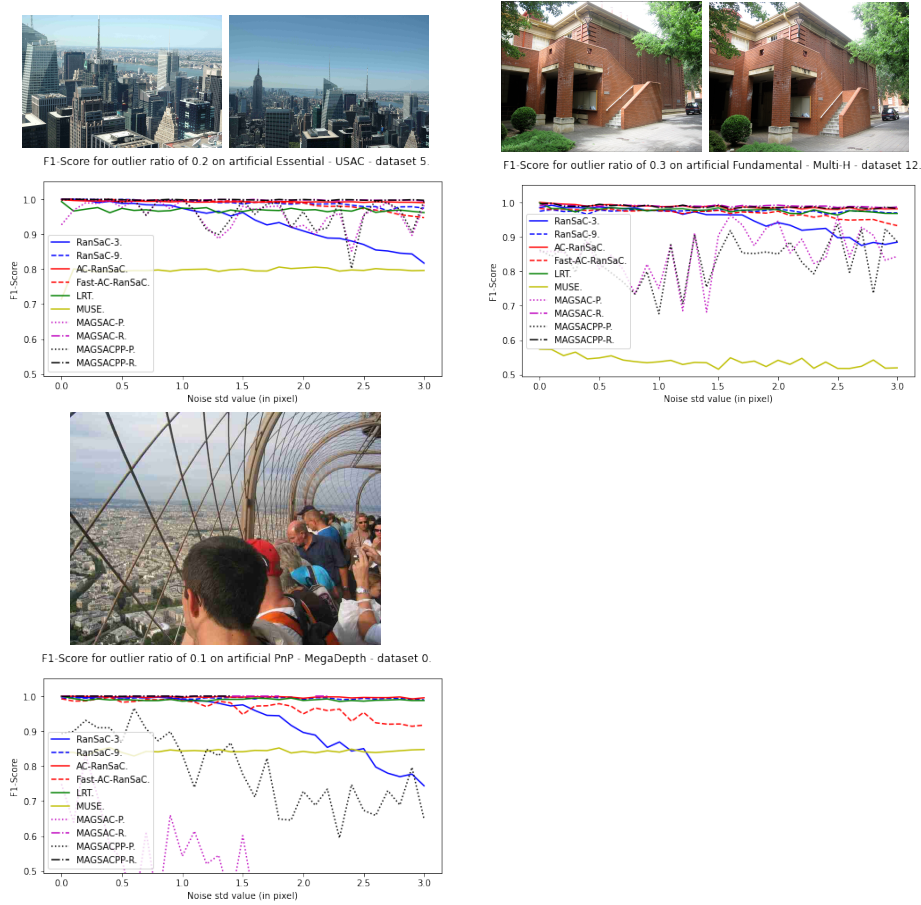 F1-Score for outlier ratio of 0.2 on artificial Essential - USAC - dataset 5.
F1-Score
1.0
0.9
0.8
0.7
0.6
0.5
RanSaC-3.
RanSaC-9.
AC-RanSaC.
Fast-AC-RanSaC.
LRT.
MUSE.
MAGSAC-P.
MAGSAC-R.
MAGSACPP-P.
MAGSACPP-R.
0.0 0.5 1.0 1.5 2.0 2.5 3.0
Noise std value (in pixel)
F1-Score for outlier ratio of 0.3 on artificial Fundamental - Multi-H - dataset 12.
F1-Score
1.0
0.9
0.8
0.7
0.6
0.5
RanSaC-3.
RanSaC-9.
AC-RanSaC.
Fast-AC-RanSaC.
LRT.
MUSE.
MAGSAC-P.
MAGSAC-R.
MAGSACPP-P.
MAGSACPP-R.
0.0 0.5 1.0 1.5 2.0 2.5 3.0
Noise std value (in pixel)
F1-Score for outlier ratio of 0.1 on artificial PnP - MegaDepth - dataset 0.
F1-Score
1.0
0.9
0.8
0.7
0.6
0.5
RanSaC-3.
RanSaC-9.
AC-RanSaC.
Fast-AC-RanSaC.
LRT.
MUSE.
MAGSAC-R.
MAGSAC-R.
MAGSACPP-P.
MAGSACPP-R.
0.0 0.5 1.0 1.5 2.0 2.5 3.0
Noise std value (in pixel)